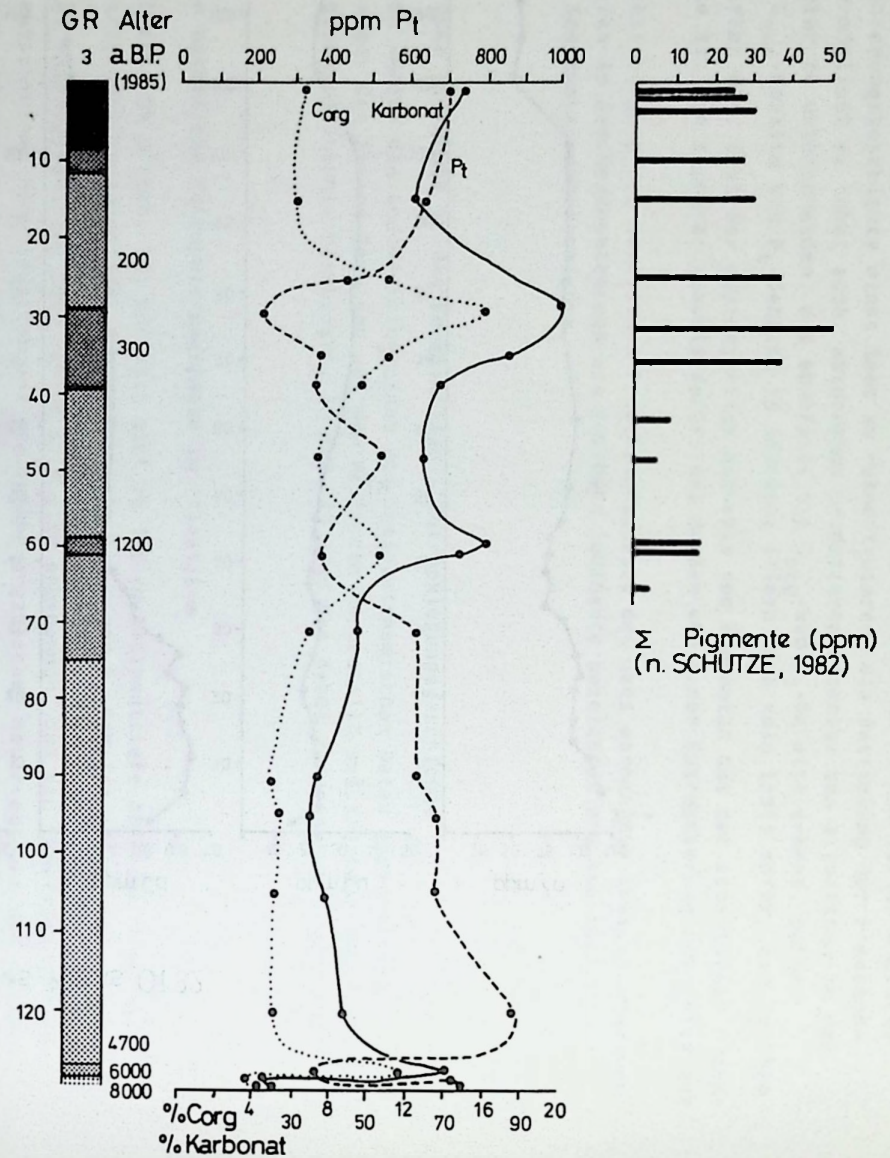 GR Alter ppm Pt
3 a.B.P.
(1985) 0 200 400 600 800 1000 0 10 20 30 40 50
Corg Karbonat
10
Pt
20
200
30
300
40
50
60 1200
70
Σ Pigmente (ppm)
(n. SCHUTZE, 1982)
80
90
100
110
120
4700
6000
8000
%Corg 4 8 12 16 20
30 50 70 90
% Karbonat